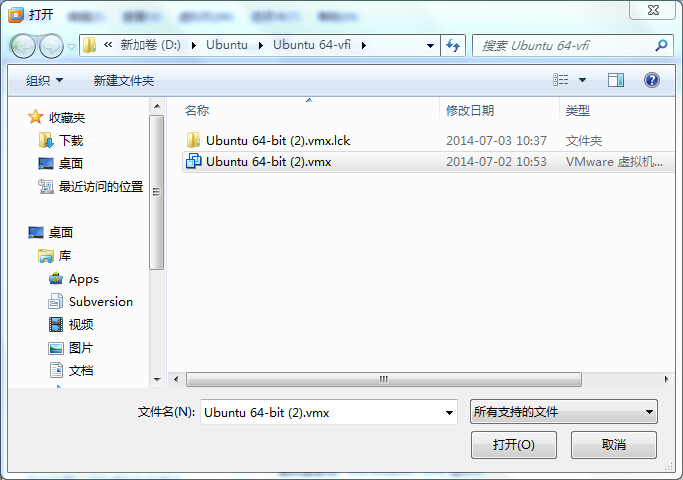 打开
« 新加卷 (D:) Ubuntu Ubuntu 64-vfi 搜索 Ubuntu 64-vfi
组织 新建文件夹
名称 修改日期 类型
收藏夹
下载
桌面
最近访问的位置
桌面
库
Apps
Subversion
视频
图片
文档
Ubuntu 64-bit (2).vmx.lck 2014-07-03 10:37 文件夹
Ubuntu 64-bit (2).vmx 2014-07-02 10:53 VMware 虚拟机...
文件名(N): Ubuntu 64-bit (2).vmx 所有支持的文件
打开(O) 取消